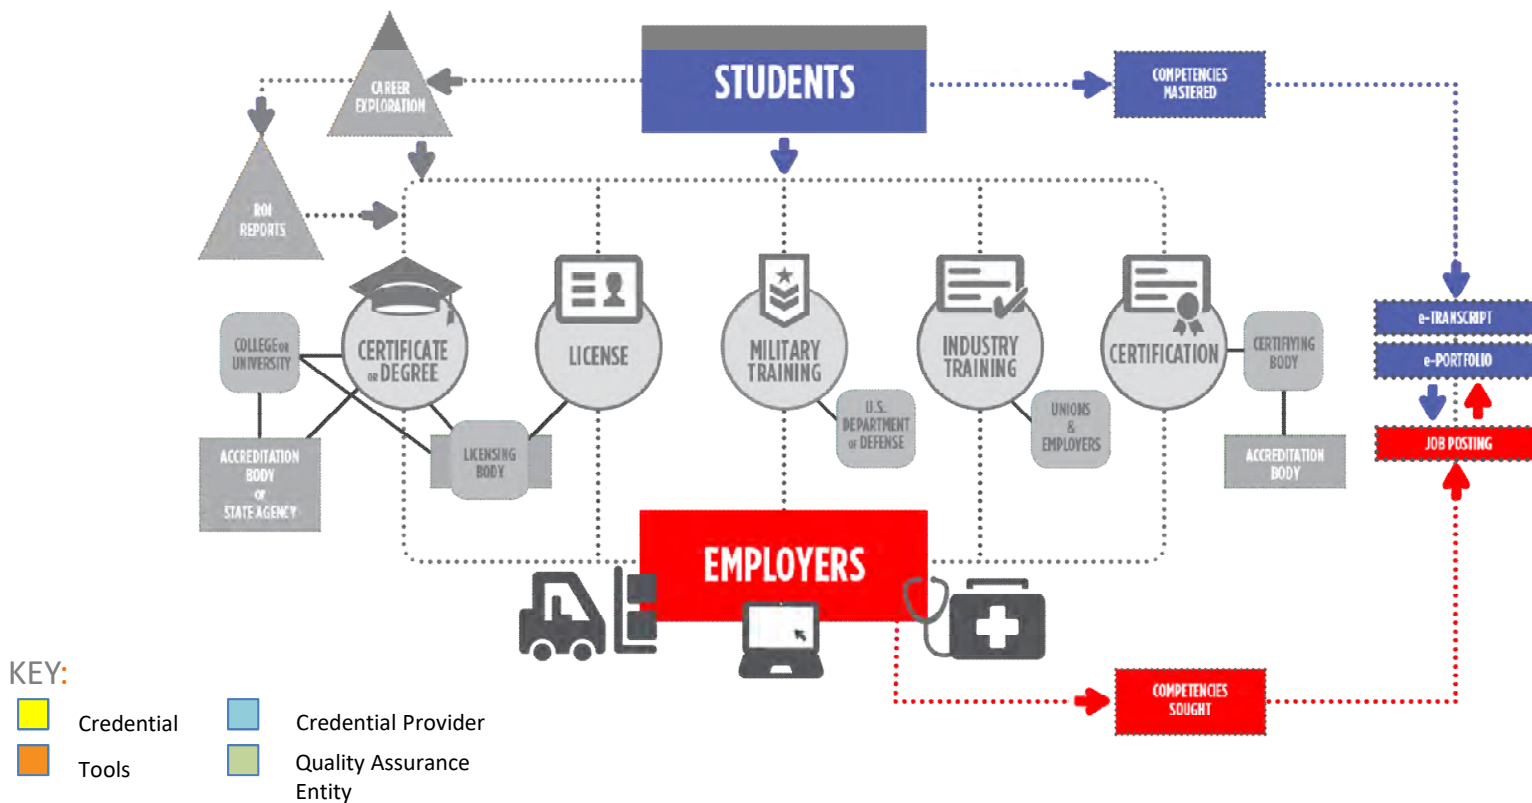 STUDENTS
CAREER
EXPLORATION
COMPETENCIES
MASTERED
ROI
REPORTS
COLLEGE OR
UNIVERSITY
CERTIFICATE
OR DEGREE
LICENSE
MILITARY
TRAINING
INDUSTRY
TRAINING
CERTIFICATION
CERTIFIYING
BODY
e-TRANSCRIPT
e-PORTFOLIO
JOB POSTING
ACCREDITATION
BODY
or
STATE AGENCY
LICENSING
BODY
U.S.
DEPARTMENT
OF DEFENSE
UNIONS
&
EMPLOYERS
ACCREDITATION
BODY
EMPLOYERS
COMPETENCIES
SOUGHT
KEY:
Credential
Credential Provider
Tools
Quality Assurance
Entity